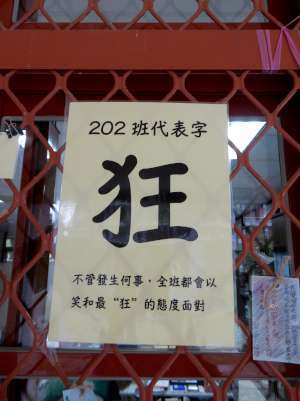 202 班代表字
狂
不管發生何事，全班都會以
笑和最“狂”的態度面對